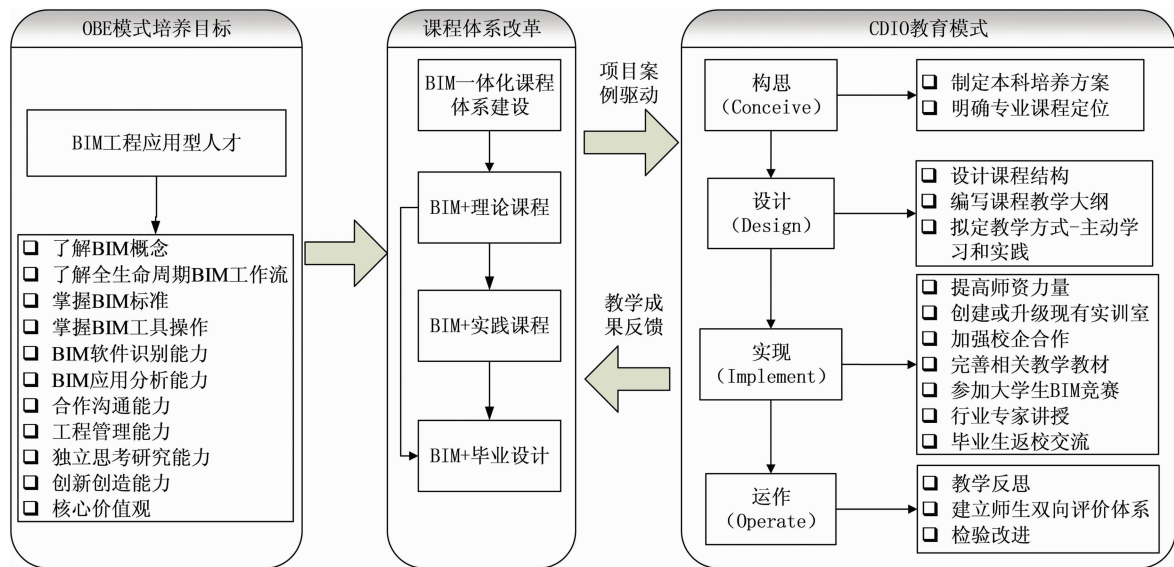 OBE模式培养目标
BIM工程应用型人才
了解BIM概念
了解全生命周期BIM工作流
掌握BIM标准
掌握BIM工具操作
BIM软件识别能力
BIM应用分析能力
合作沟通能力
工程管理能力
独立思考研究能力
创新创造能力
核心价值观
课程体系改革
BIM一体化课程
体系建设
BIM+理论课程
BIM+实践课程
BIM+毕业设计
项目案
例驱动
教学成
果反馈
CDIO教育模式
构思
(Conceive)
制定本科培养方案
明确专业课程定位
设计
(Design)
设计课程结构
编写课程教学大纲
拟定教学方式-主动学
习和实践
实现
(Implement)
提高师资力量
创建或升级现有实训室
加强校企合作
完善相关教学教材
参加大学生BIM竞赛
行业专家讲授
毕业生返校交流
运作
(Operate)
教学反思
建立师生双向评价体系
检验改进